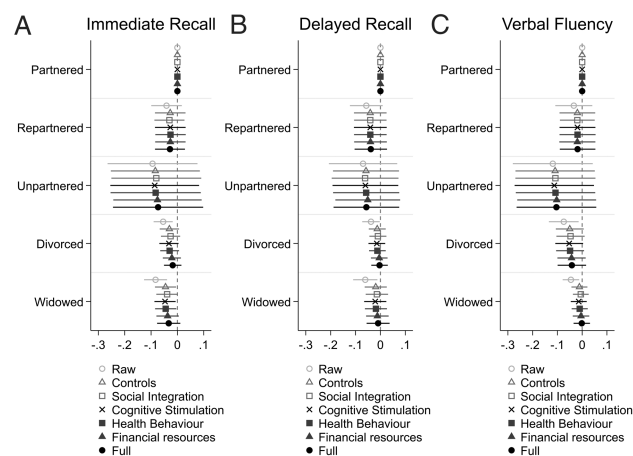 A Immediate Recall
Partnered
Repartnered
Unpartnered
Divorced
Widowed
-.3 -.2 -.1 0 .1
Raw
Controls
Social Integration
Cognitive Stimulation
Health Behaviour
Financial resources
Full
B Delayed Recall
Partnered
Repartnered
Unpartnered
Divorced
Widowed
-.3 -.2 -.1 0 .1
Raw
Controls
Social Integration
Cognitive Stimulation
Health Behaviour
Financial resources
Full
C Verbal Fluency
Partnered
Repartnered
Unpartnered
Divorced
Widowed
-.3 -.2 -.1 0 .1
Raw
Controls
Social Integration
Cognitive Stimulation
Health Behaviour
Financial resources
Full